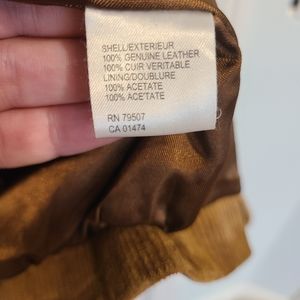 SHELL/EXTERIEUR
100% GENUINE LEATHER
100% CUIR VERITABLE
LINING/DOUBLURE
100% ACETATE
100% ACETATE
RN 79507
CA 01474